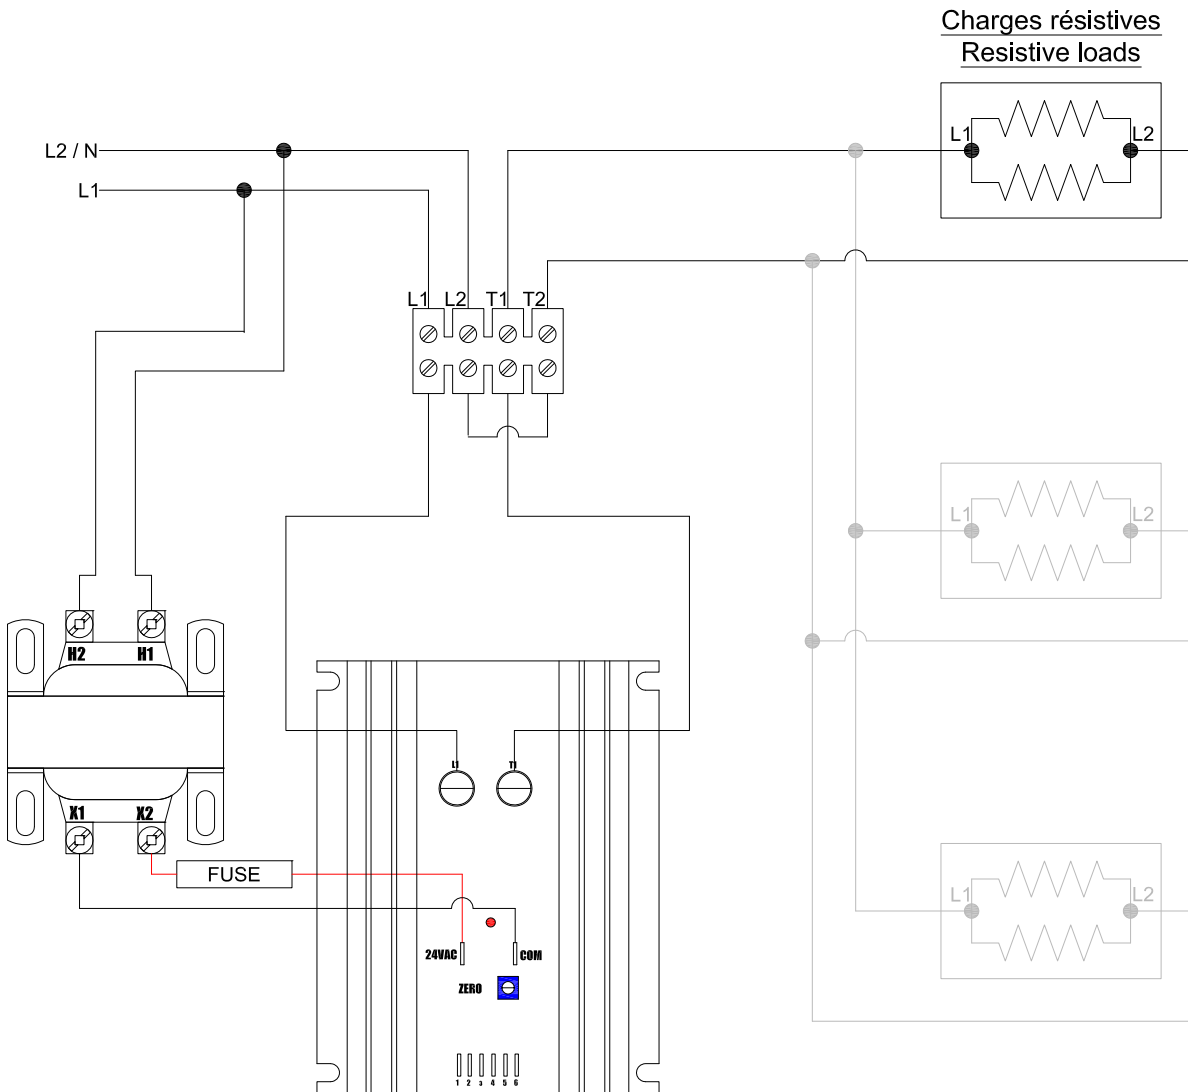 Charges résistives
Resistive loads
L1 L2
L2 / N
L1
L1 L2 T1 T2
L1 L2
H2 H1
L1 T1
X1 X2
FUSE
L1 L2
24VAC COM
ZERO
1 2 3 4 5 6